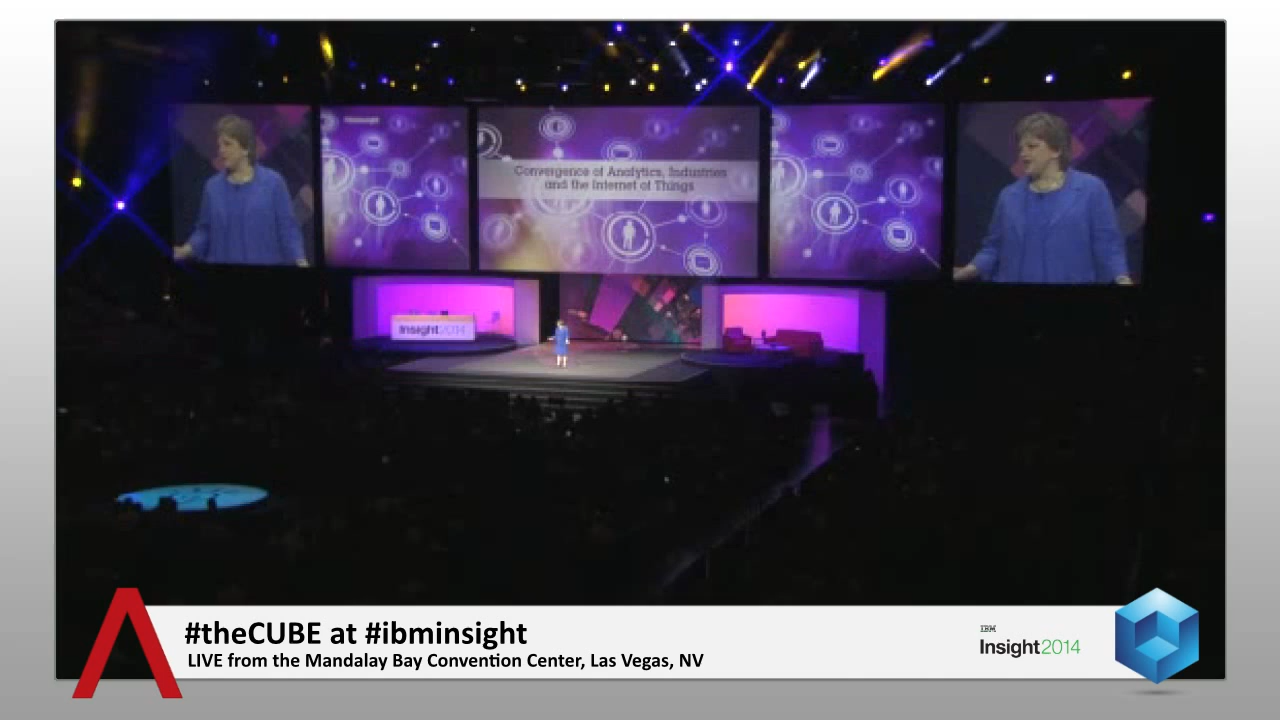 Convergence of Analytics, Industries
and the Internet of Things
Insight2014
#theCUBE at #ibminsight
LIVE from the Mandalay Bay Convention Center, Las Vegas, NV
IBM
Insight2014